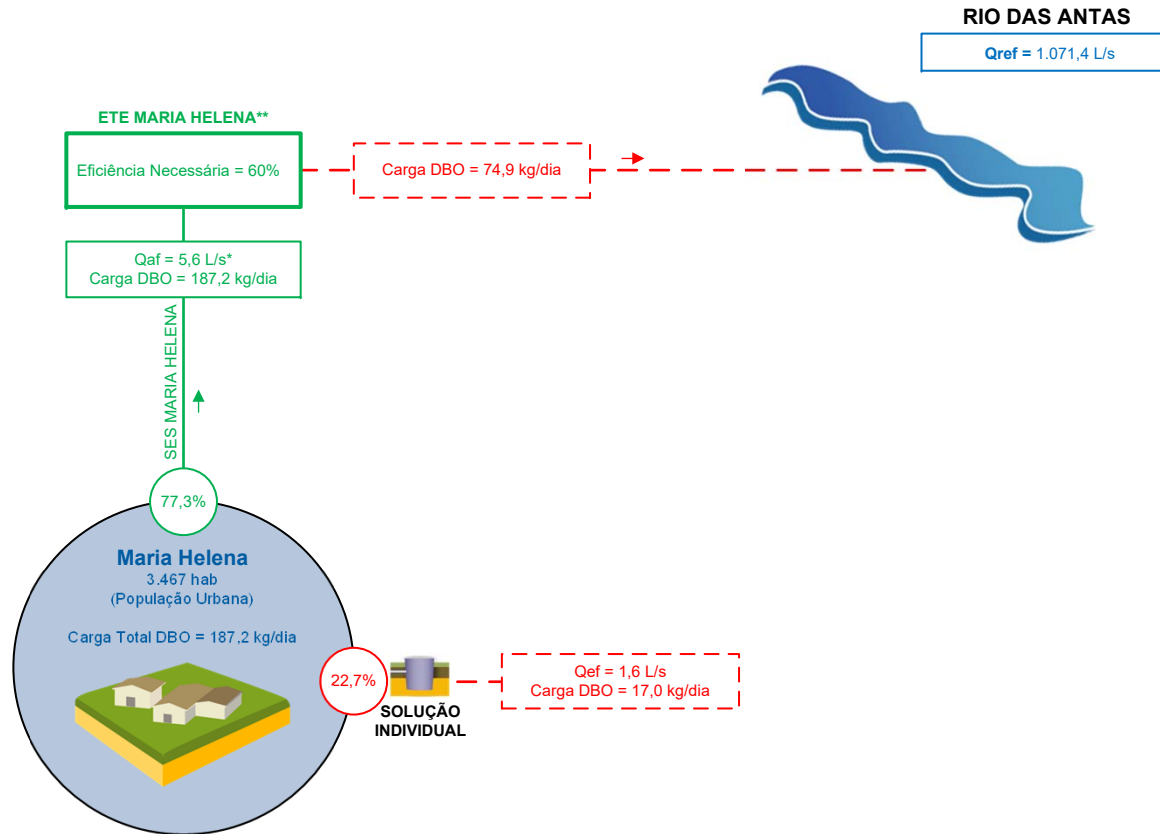 RIO DAS ANTAS
Qref = 1.071,4 L/s
ETE MARIA HELENA**
Eficiência Necessária = 60%
Carga DBO = 74,9 kg/dia
Qaf = 5,6 L/s*
Carga DBO = 187,2 kg/dia
SES MARIA HELENA
77,3%
Maria Helena
3.467 hab
(População Urbana)
Carga Total DBO = 187,2 kg/dia
22,7%
SOLUÇÃO
INDIVIDUAL
Qef = 1,6 L/s
Carga DBO = 17,0 kg/dia